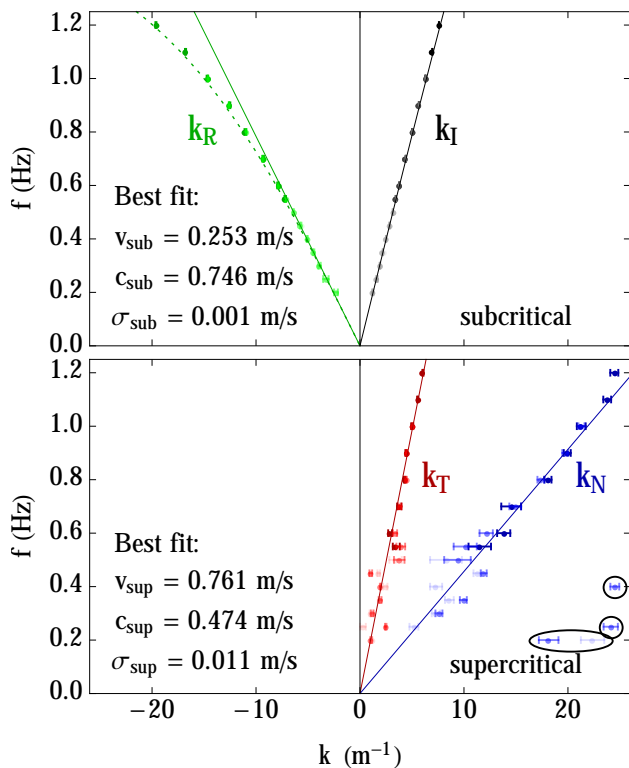 1.2
1.0
0.8
0.6
0.4
0.2
0.0
f (Hz)
k_R
k_I
Best fit:
v_sub = 0.253 m/s
c_sub = 0.746 m/s
σ_sub = 0.001 m/s
subcritical
1.2
1.0
0.8
0.6
0.4
0.2
0.0
f (Hz)
k_T
k_N
Best fit:
v_sup = 0.761 m/s
c_sup = 0.474 m/s
σ_sup = 0.011 m/s
supercritical
−20 −10 0 10 20
k (m⁻¹)